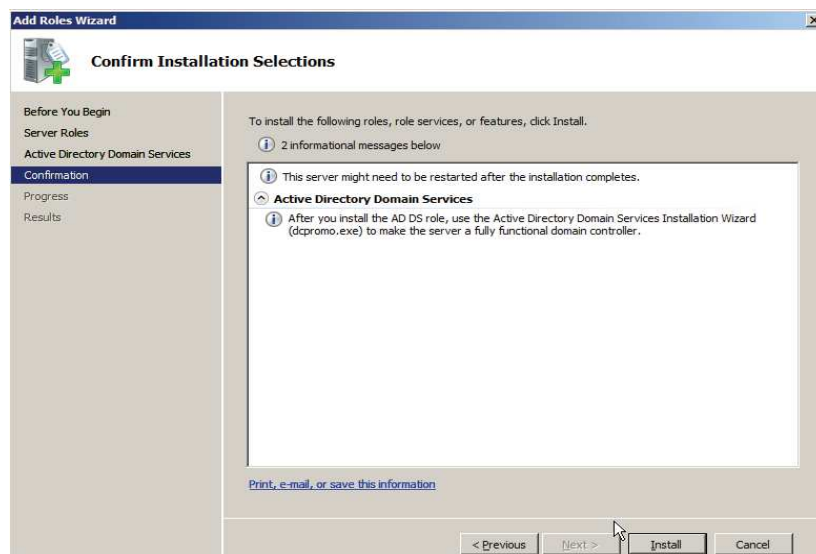 Add Roles Wizard
Confirm Installation Selections
Before You Begin
Server Roles
Active Directory Domain Services
Confirmation
Progress
Results
To install the following roles, role services, or features, click Install.
2 informational messages below
This server might need to be restarted after the installation completes.
Active Directory Domain Services
After you install the AD DS role, use the Active Directory Domain Services Installation Wizard
(dcpromo.exe) to make the server a fully functional domain controller.
Print, e-mail, or save this information
< Previous
Next >
Install
Cancel